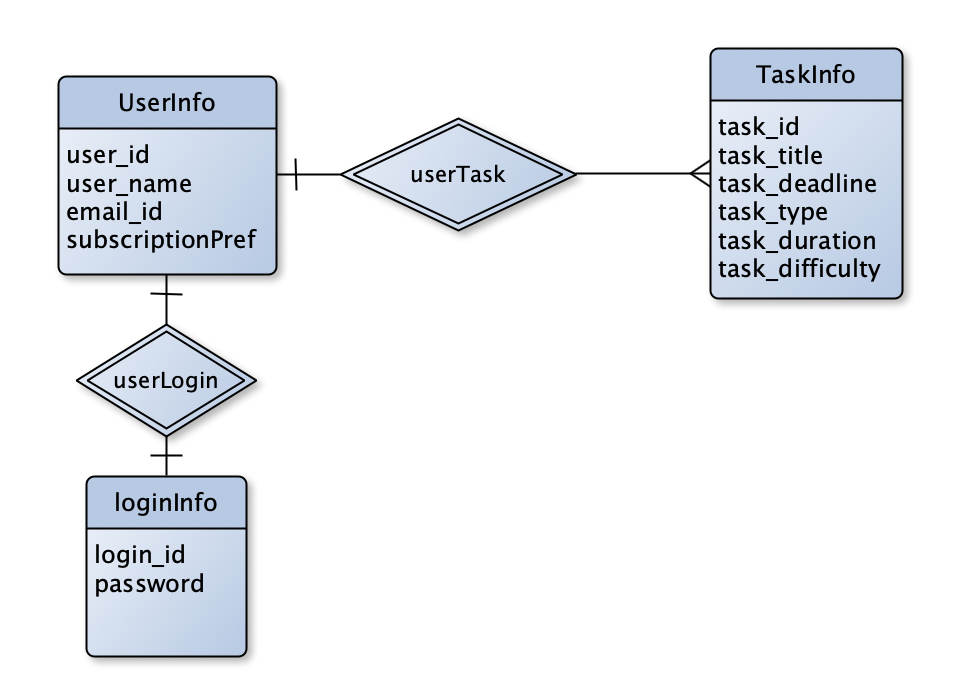 UserInfo
user_id
user_name
email_id
subscriptionPref
userTask
TaskInfo
task_id
task_title
task_deadline
task_type
task_duration
task_difficulty
userLogin
loginInfo
login_id
password